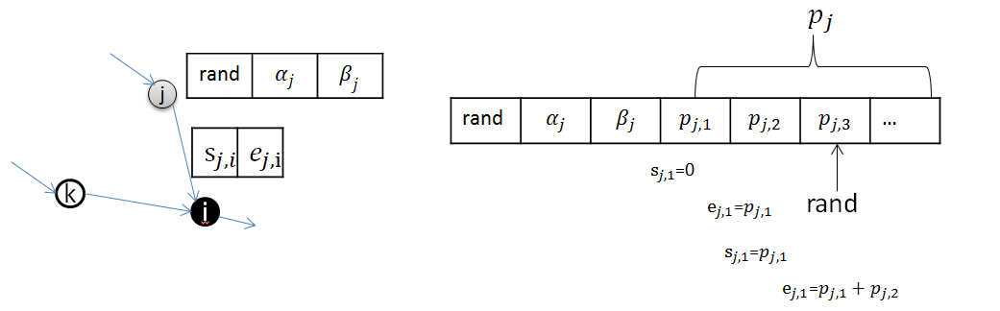 p_j
rand α_j β_j
j
rand α_j β_j p_{j,1} p_{j,2} p_{j,3} ...
s_{j,i} e_{j,i}
s_{j,1}=0
k
i
rand
e_{j,1}=p_{j,1}
s_{j,1}=p_{j,1}
e_{j,1}=p_{j,1} + p_{j,2}